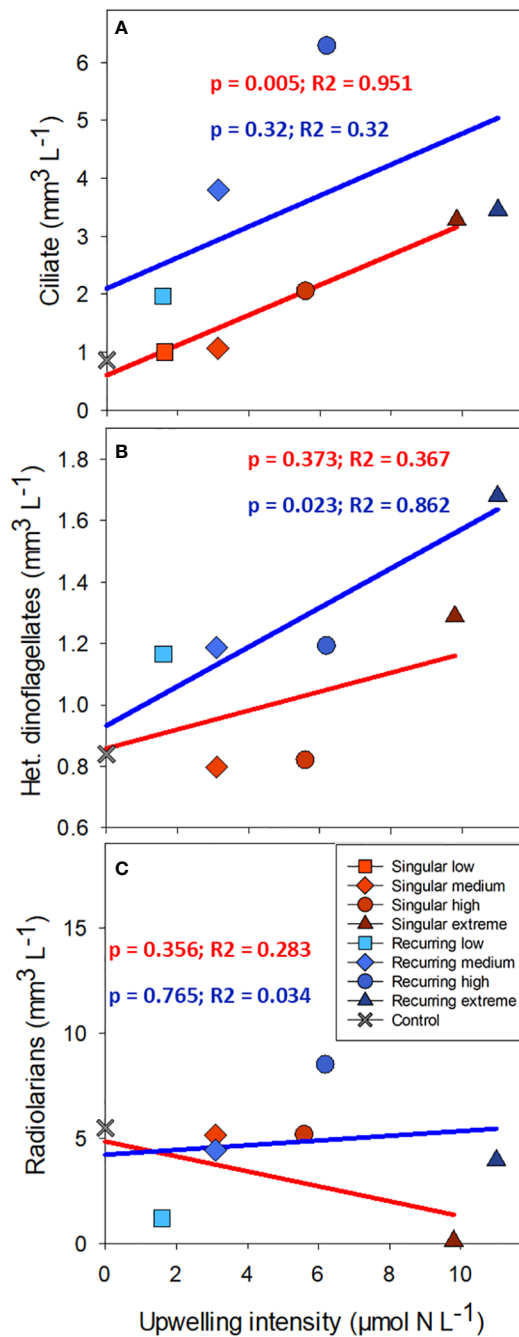 A
6
5
4
3
2
1
0
Ciliate (mm³ L⁻¹)
p = 0.005; R2 = 0.951
p = 0.32; R2 = 0.32
B
1.8
1.6
1.4
1.2
1.0
0.8
0.6
Het. dinoflagellates (mm³ L⁻¹)
p = 0.373; R2 = 0.367
p = 0.023; R2 = 0.862
C
15
10
5
0
Radiolarians (mm³ L⁻¹)
p = 0.356; R2 = 0.283
p = 0.765; R2 = 0.034
Singular low
Singular medium
Singular high
Singular extreme
Recurring low
Recurring medium
Recurring high
Recurring extreme
Control
0 2 4 6 8 10
Upwelling intensity (µmol N L⁻¹)